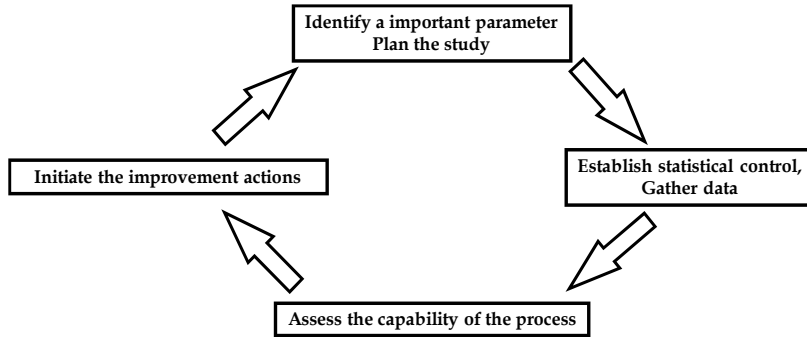 Identify a important parameter
Plan the study
Establish statistical control,
Gather data
Assess the capability of the process
Initiate the improvement actions